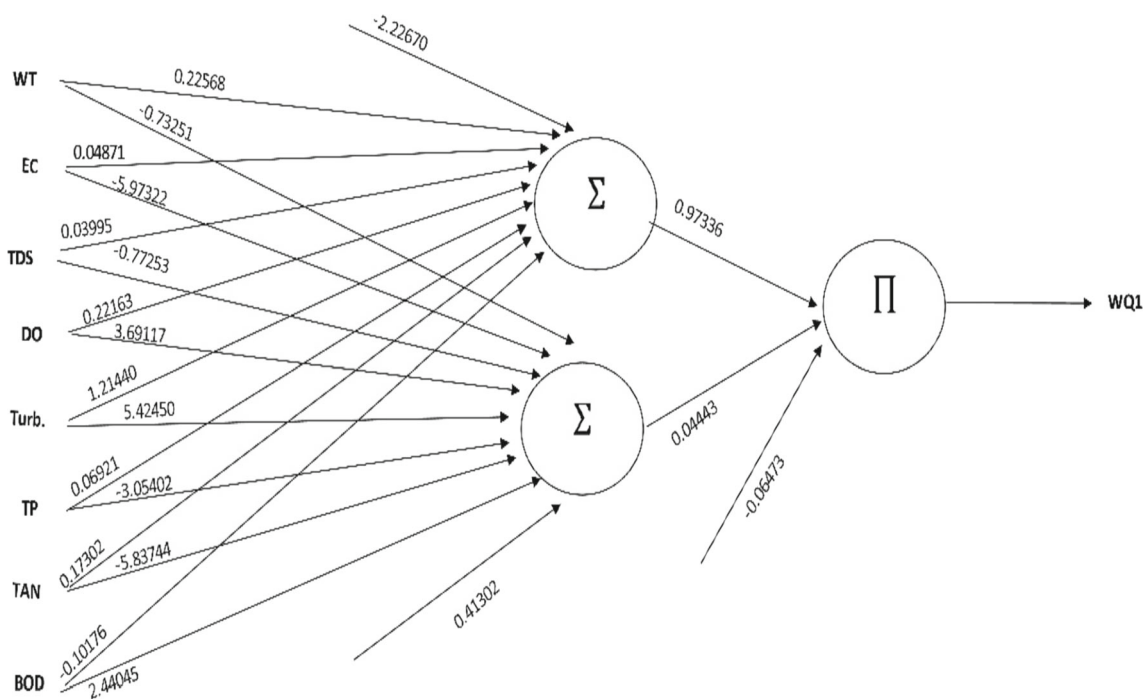 -2.22670
WT
0.22568
-0.73251
EC
0.04871
-5.97322
Σ
0.03995
TDS
-0.77253
0.97336
DO
0.22163
3.69117
∏
WQ1
Turb.
1.21440
5.42450
Σ
0.04443
TP
0.06921
-3.05402
-0.06473
TAN
0.17302
-5.83744
0.41302
BOD
-0.10176
2.44045